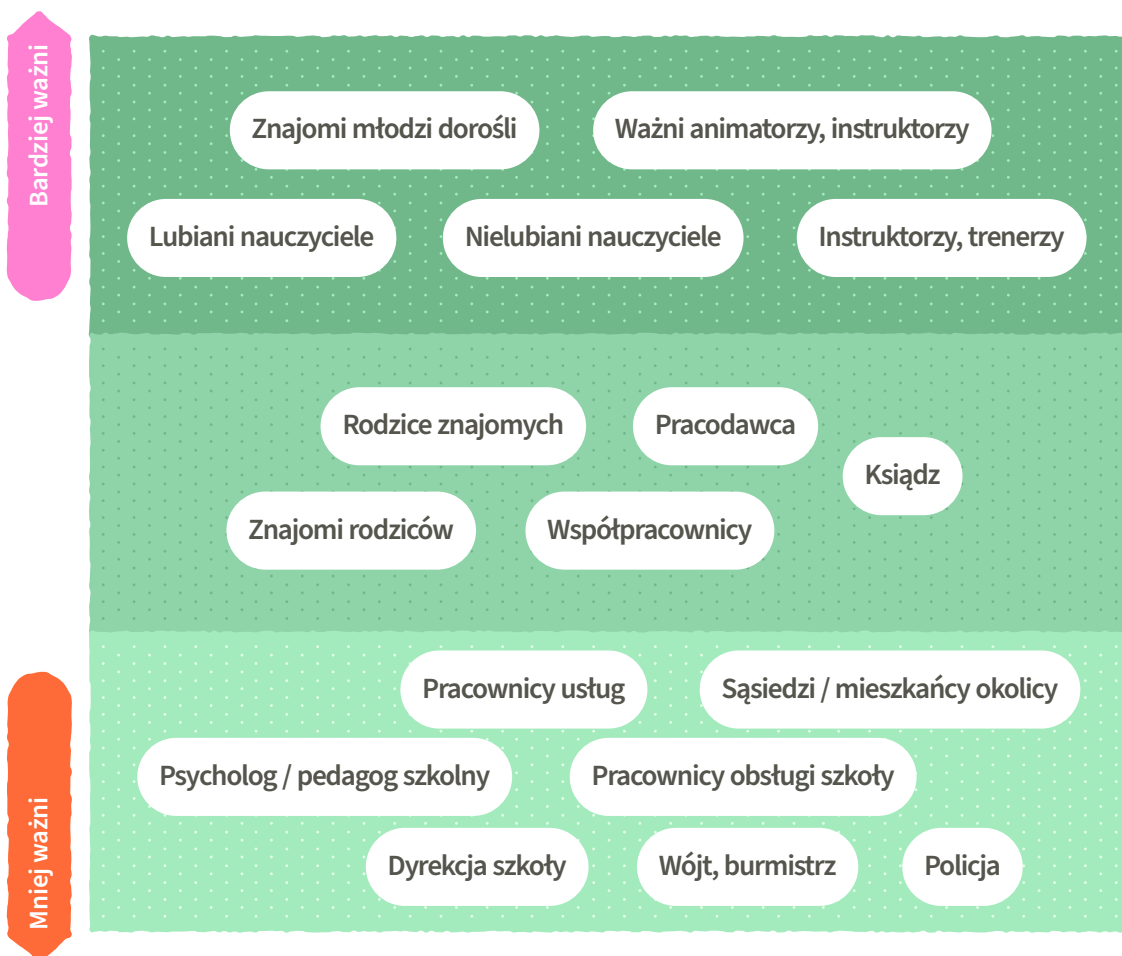 Bardziej ważni
Znajomi młodzi dorośli
Ważni animatorzy, instruktorzy
Lubiani nauczyciele
Nielubiani nauczyciele
Instruktorzy, trenerzy
Rodzice znajomych
Pracodawca
Ksiądz
Znajomi rodziców
Współpracownicy
Pracownicy usług
Sąsiedzi / mieszkańcy okolicy
Psycholog / pedagog szkolny
Pracownicy obsługi szkoły
Dyrekcja szkoły
Wójt, burmistrz
Policja
Mniej ważni